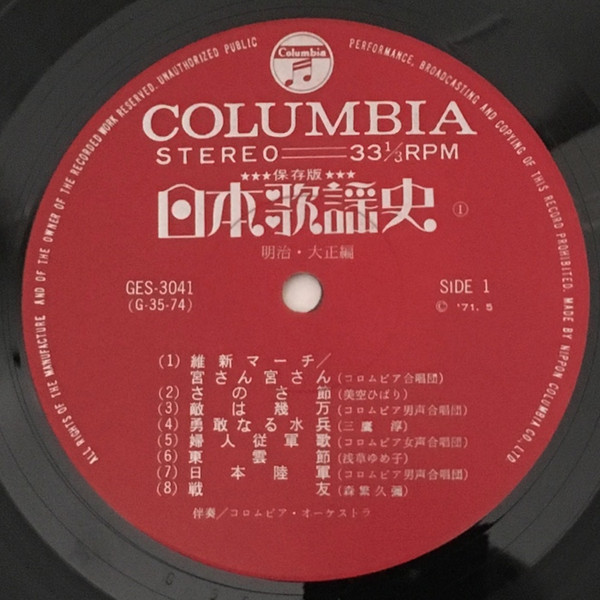 ALL RIGHTS OF THE MANUFACTURE AND OF THE OWNER OF THE RECORDED WORK RESERVED. UNAUTHORIZED PUBLIC PERFORMANCE, BROADCASTING AND COPYING OF THIS RECORD PROHIBITED. MADE BY NIPPON COLUMBIA CO., LTD
Columbia
COLUMBIA
STEREO 33⅓RPM
★★★保存版★★★
日本歌謡史 ①
明治・大正編
GES-3041 SIDE 1
(G-35-74) © '71. 5
(1) 維新マーチ/
宮さん宮さん(コロムビア合唱団)
(2) さのさ節(美空ひばり)
(3) 敵は幾万(コロムビア男声合唱団)
(4) 勇敢なる水兵(三鷹淳)
(5) 婦人従軍歌(コロムビア女声合唱団)
(6) 東雲節(浅草ゆめ子)
(7) 日本陸軍(コロムビア男声合唱団)
(8) 戦友(森繁久彌)
伴奏/コロムビア・オーケストラ